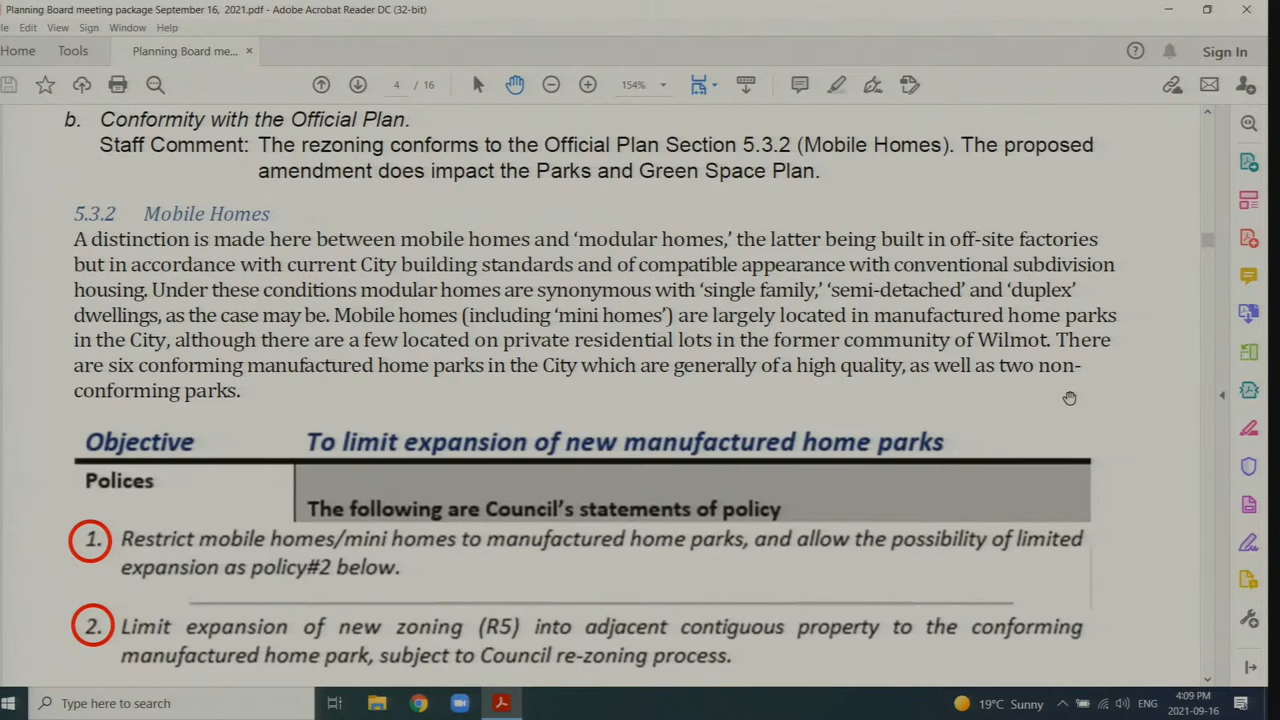 Planning Board meeting package September 16, 2021.pdf - Adobe Acrobat Reader DC (32-bit)
Edit View Sign Window Help
Home Tools Planning Board me... × Sign In
4 / 16 154%
b. Conformity with the Official Plan.
Staff Comment: The rezoning conforms to the Official Plan Section 5.3.2 (Mobile Homes). The proposed
amendment does impact the Parks and Green Space Plan.
5.3.2 Mobile Homes
A distinction is made here between mobile homes and ‘modular homes,’ the latter being built in off-site factories
but in accordance with current City building standards and of compatible appearance with conventional subdivision
housing. Under these conditions modular homes are synonymous with ‘single family,’ ‘semi-detached’ and ‘duplex’
dwellings, as the case may be. Mobile homes (including ‘mini homes’) are largely located in manufactured home parks
in the City, although there are a few located on private residential lots in the former community of Wilmot. There
are six conforming manufactured home parks in the City which are generally of a high quality, as well as two non-
conforming parks.
Objective To limit expansion of new manufactured home parks
Polices
The following are Council’s statements of policy
1. Restrict mobile homes/mini homes to manufactured home parks, and allow the possibility of limited
expansion as policy#2 below.
2. Limit expansion of new zoning (R5) into adjacent contiguous property to the conforming
manufactured home park, subject to Council re-zoning process.
Type here to search
19°C Sunny ENG
4:09 PM
2021-09-16